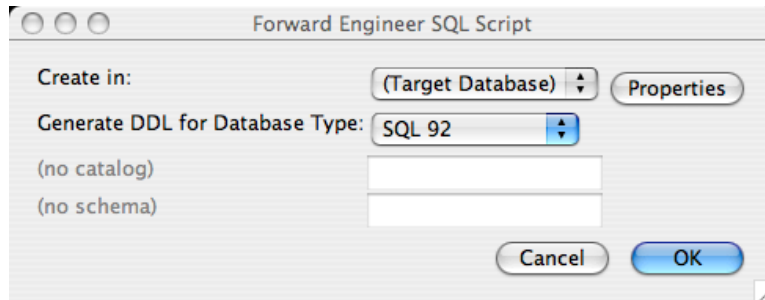 Forward Engineer SQL Script
Create in: (Target Database) Properties
Generate DDL for Database Type: SQL 92
(no catalog)
(no schema)
Cancel OK